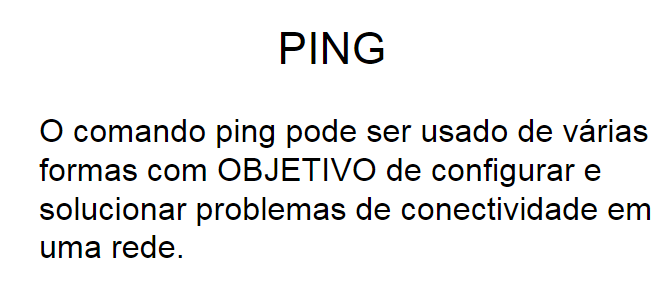 PING
O comando ping pode ser usado de várias
formas com OBJETIVO de configurar e
solucionar problemas de conectividade em
uma rede.